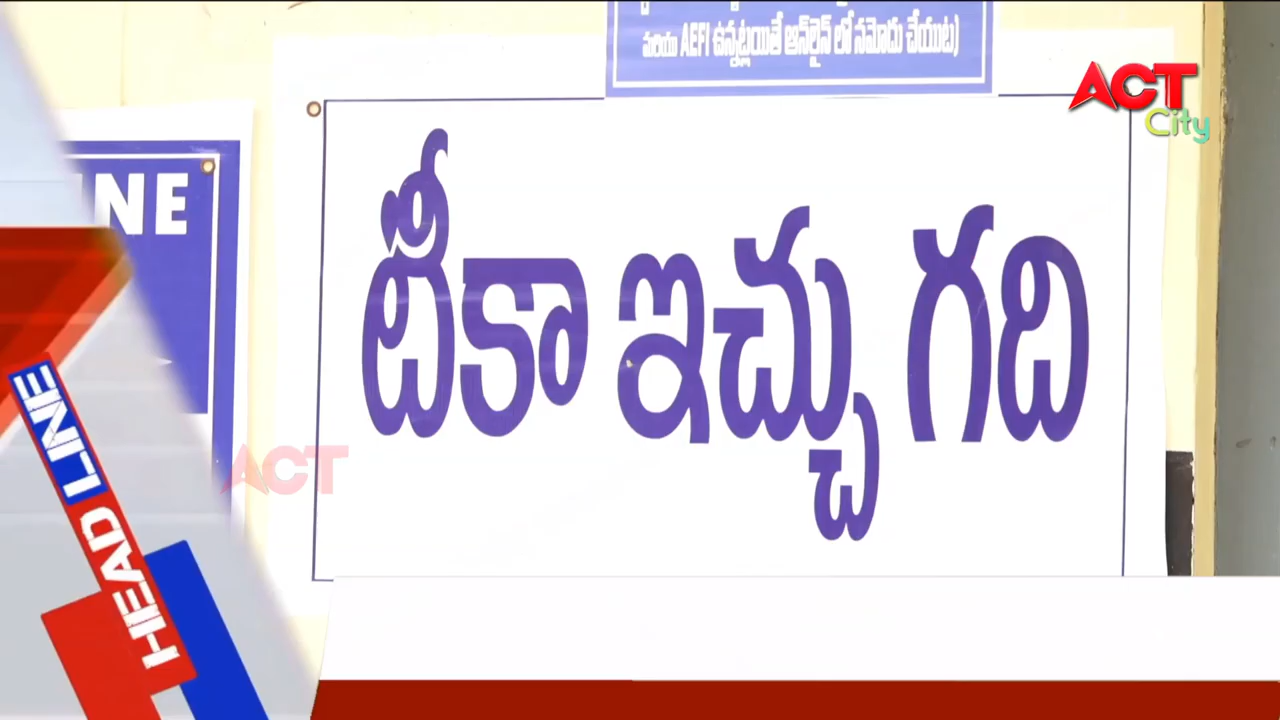 మరియు AEFI ఉన్నట్లయితే ఆన్‌లైన్ లో నమోదు చేయుట)
ACT
City
NE
టీకా ఇచ్చు గది
ACT
HEAD LINE